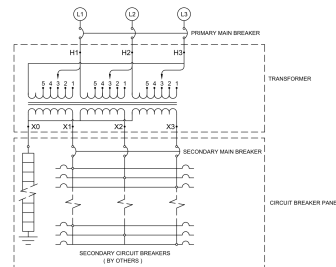 L1 L2 L3
PRIMARY MAIN BREAKER
H1 H2 H3
TRANSFORMER
5 4 3 2 1 5 4 3 2 1 5 4 3 2 1
X0 X1 X2 X3
SECONDARY MAIN BREAKER
CIRCUIT BREAKER PANE
SECONDARY CIRCUIT BREAKERS
( BY OTHERS )